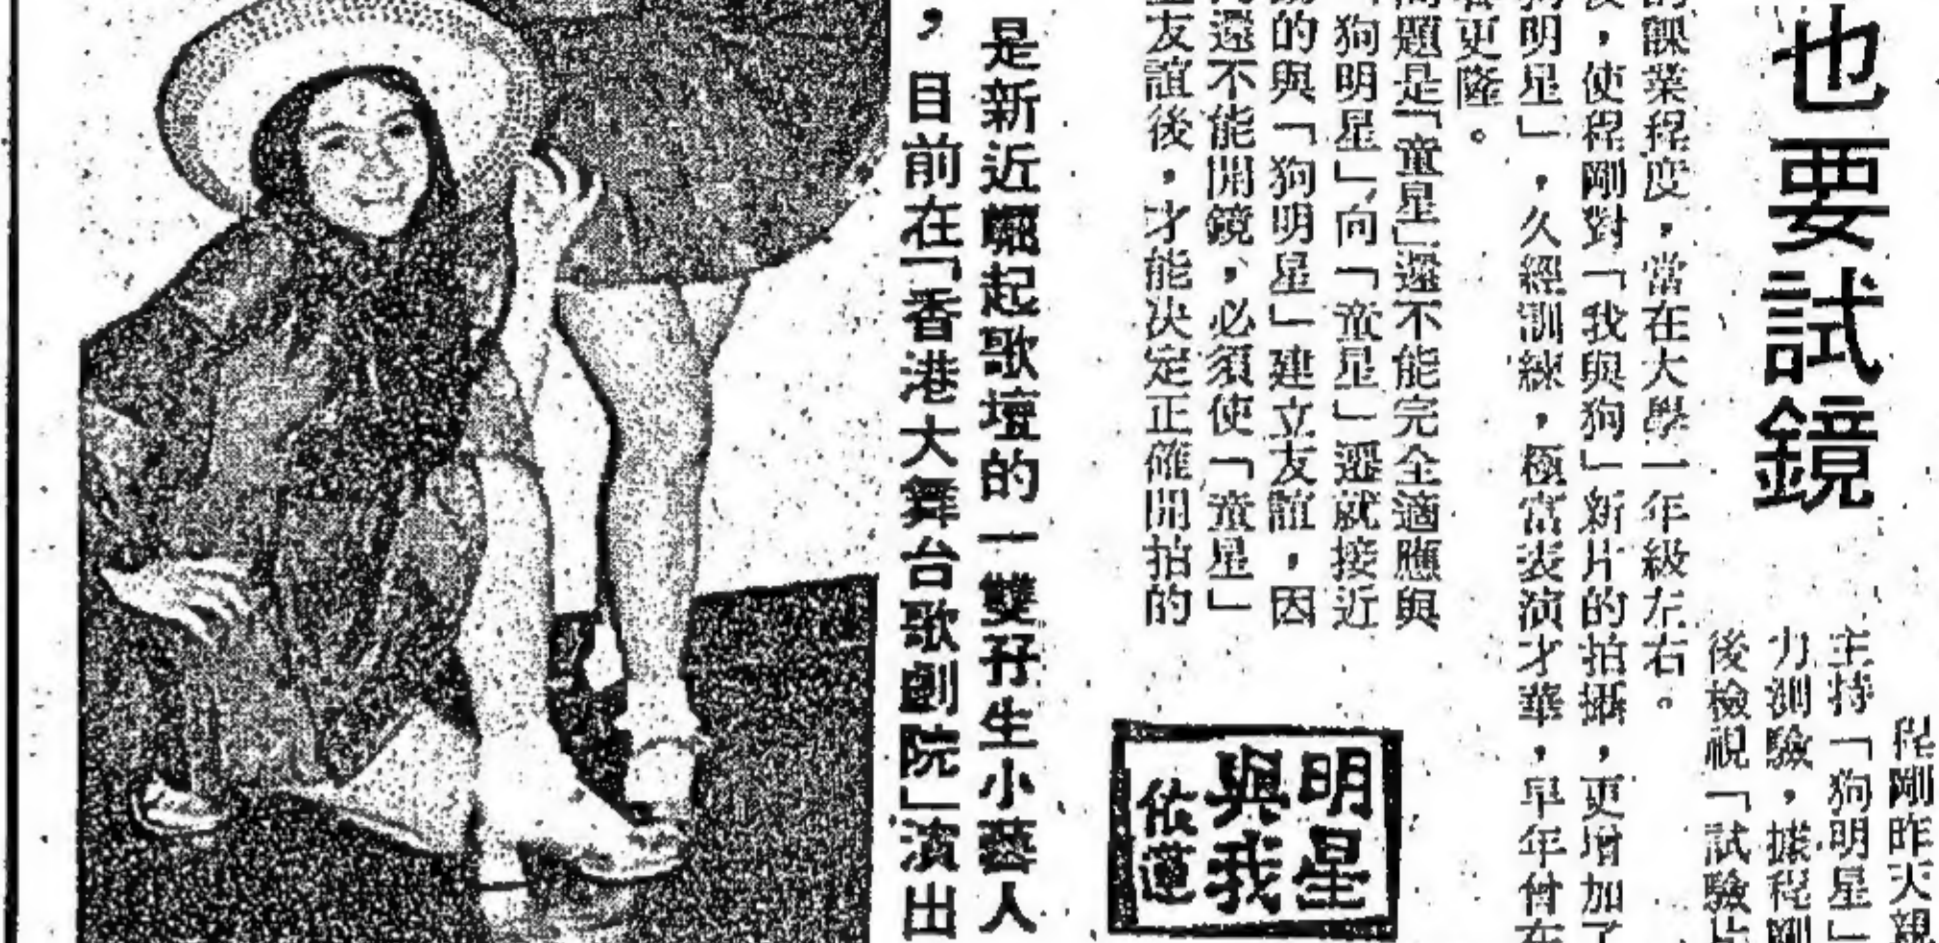 也要試鏡
程剛昨天親
主持「狗明星」
力測驗,據程剛
後檢視「試驗片
的課業程度,當在大學一年級左右。
,使程剛對「我與狗」新片的拍攝,更增加了
狗明星」,久經訓練,極富表演才華,早年曾在
更隆。
問題是「童星」還不能完全適應與
「狗明星」,向「童星」還就接近
的與「狗明星」建立友誼,因
還不能開鏡,必須使「童星」
友誼後,才能決定正確開拍的
明星
與我
依蓮
是新近崛起歌壇的一雙孖生小藝人
,目前在「香港大舞台歌劇院」演出